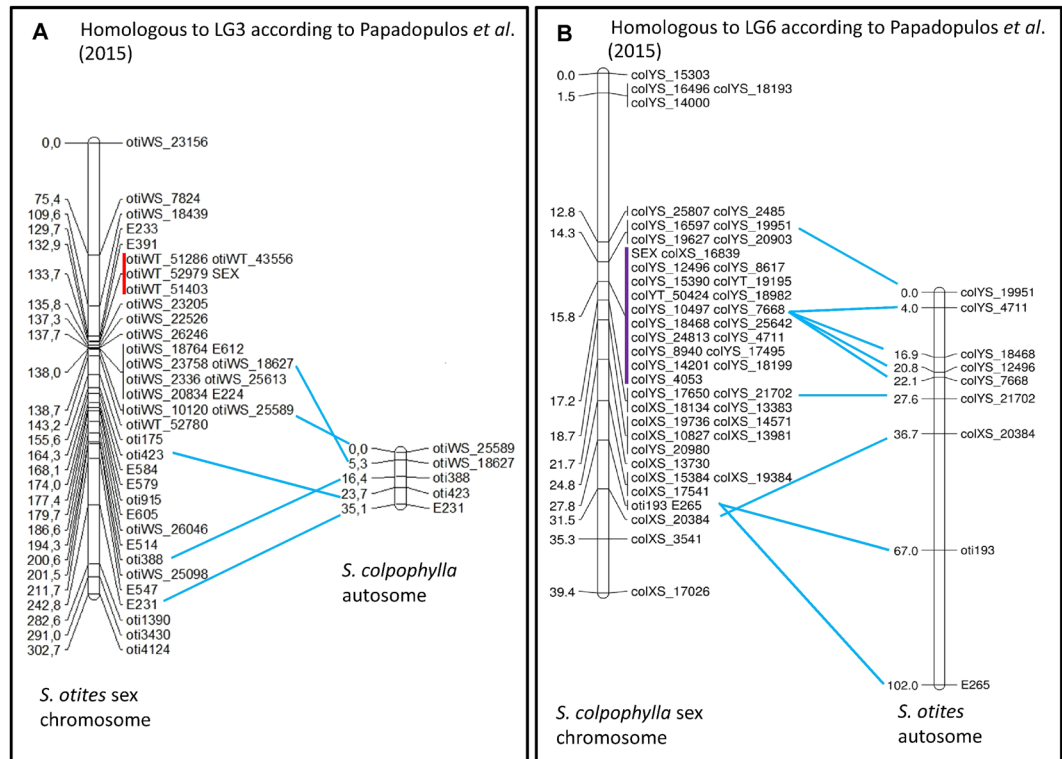 A Homologous to LG3 according to Papadopulos et al.
(2015)
0,0 otiWS_23156
75,4 otiWS_7824
109,6 otiWS_18439
129,7 E233
132,9 E391
otiWT_51286 otiWT_43556
133,7 otiWT_52979 SEX
otiWT_51403
135,8 otiWS_23205
137,3 otiWS_22526
137,7 otiWS_26246
otiWS_18764 E612
otiWS_23758 otiWS_18627
138,0 otiWS_2336 otiWS_25613
otiWS_20834 E224
138,7 otiWS_10120 otiWS_25589
143,2 otiWT_52780
155,6 oti175
164,3 oti423
168,1 E584
174,0 E579
177,4 oti915
179,7 E605
186,6 otiWS_26046
194,3 E514
200,6 oti388
201,5 otiWS_25098
211,7 E547
242,8 E231
282,6 oti1390
291,0 oti3430
302,7 oti4124
0,0 otiWS_25589
5,3 otiWS_18627
16,4 oti388
23,7 oti423
35,1 E231
S. colpophylla
autosome
S. otites sex
chromosome
B Homologous to LG6 according to Papadopulos et al.
(2015)
0.0 colYS_15303
1.5 colYS_16496 colYS_18193
colYS_14000
12.8 colYS_25807 colYS_2485
colYS_16597 colYS_19951
14.3 colYS_19627 colYS_20903
SEX colXS_16839
colYS_12496 colYS_8617
colYS_15390 colYT_19195
colYT_50424 colYS_18982
15.8 colYS_10497 colYS_7668
colYS_18468 colYS_25642
colYS_24813 colYS_4711
colYS_8940 colYS_17495
colYS_14201 colYS_18199
colYS_4053
17.2 colYS_17650 colYS_21702
colXS_18134 colYS_13383
colXS_19736 colXS_14571
18.7 colXS_10827 colXS_13981
colYS_20980
21.7 colXS_13730
24.8 colXS_15384 colXS_19384
colXS_17541
27.8 oti193 E265
31.5 colXS_20384
35.3 colXS_3541
39.4 colXS_17026
0.0 colYS_19951
4.0 colYS_4711
16.9 colYS_18468
20.8 colYS_12496
22.1 colYS_7668
27.6 colYS_21702
36.7 colXS_20384
67.0 oti193
102.0 E265
S. colpophylla sex
chromosome
S. otites
autosome